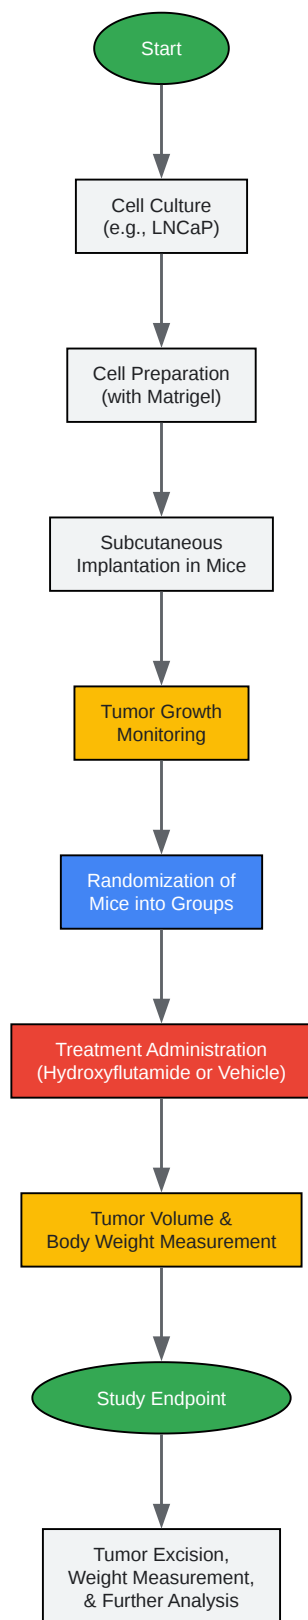 Start
Cell Culture
(e.g., LNCaP)
Cell Preparation
(with Matrigel)
Subcutaneous
Implantation in Mice
Tumor Growth
Monitoring
Randomization of
Mice into Groups
Treatment Administration
(Hydroxyflutamide or Vehicle)
Tumor Volume &
Body Weight Measurement
Study Endpoint
Tumor Excision,
Weight Measurement,
& Further Analysis